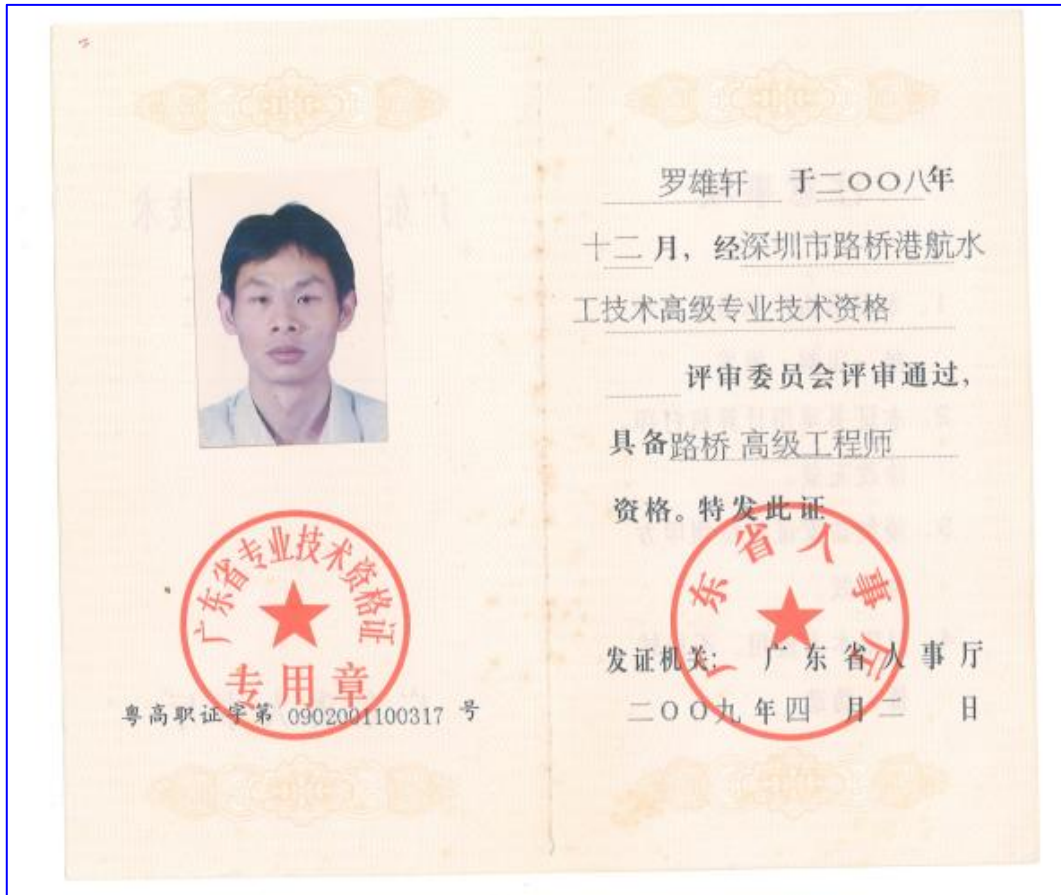 广东省专业技术资格证
专用章
粤高职证字第 0902001100317 号
罗雄轩 于二〇〇八年
十二月，经深圳市路桥港航水
工技术高级专业技术资格
评审委员会评审通过，
具备路桥 高级工程师
资格。特发此证
广东省人事厅
发证机关: 广东省人事厅
二〇〇九年四月二日